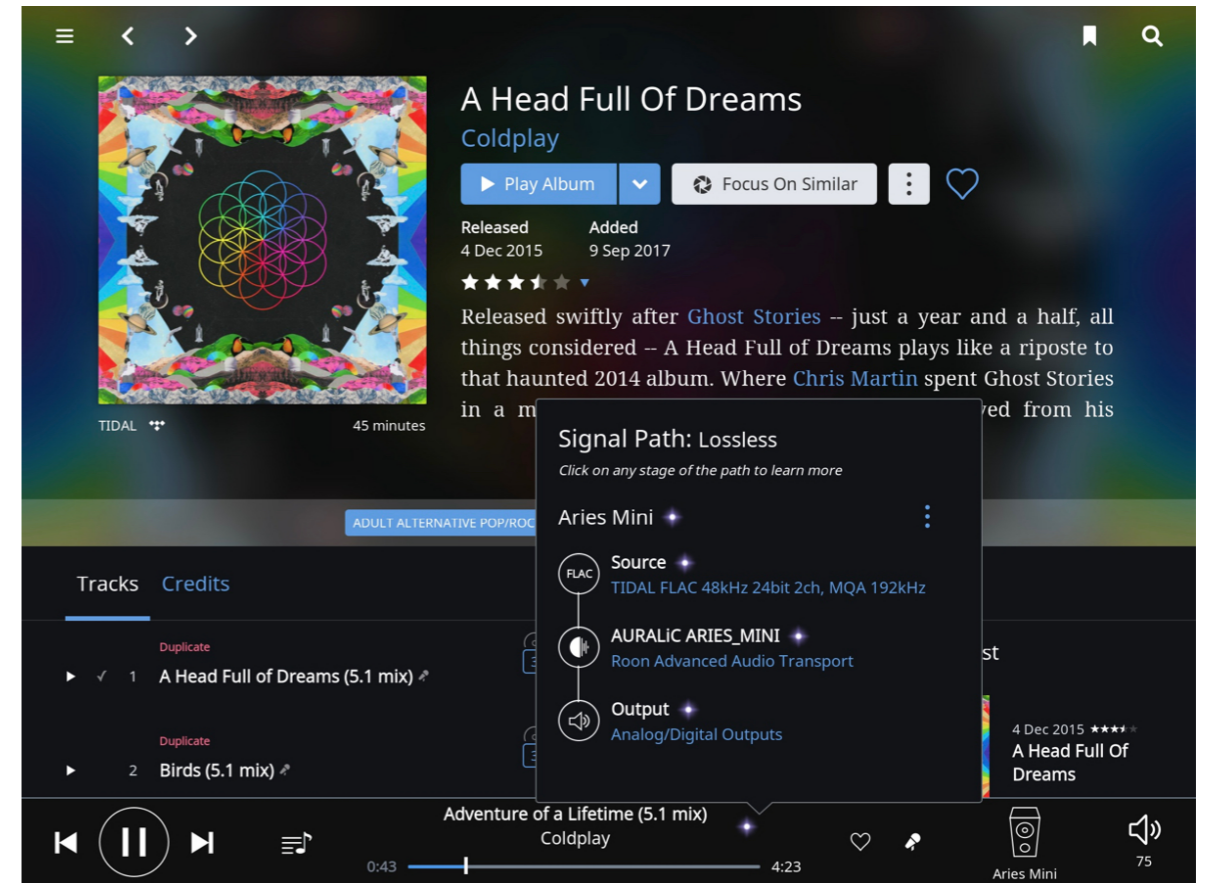 A Head Full Of Dreams
Coldplay
Play Album
Focus On Similar
Released Added
4 Dec 2015 9 Sep 2017
Released swiftly after Ghost Stories -- just a year and a half, all
things considered -- A Head Full of Dreams plays like a riposte to
that haunted 2014 album. Where Chris Martin spent Ghost Stories
in a m
ved from his
TIDAL 45 minutes
ADULT ALTERNATIVE POP/ROC
Signal Path: Lossless
Click on any stage of the path to learn more
Aries Mini
Source
FLAC
TIDAL FLAC 48kHz 24bit 2ch, MQA 192kHz
AURALiC ARIES_MINI
Roon Advanced Audio Transport
Output
Analog/Digital Outputs
Tracks Credits
Duplicate
1 A Head Full of Dreams (5.1 mix)
Duplicate
2 Birds (5.1 mix)
st
4 Dec 2015
A Head Full Of
Dreams
Adventure of a Lifetime (5.1 mix)
Coldplay
0:43 4:23
Aries Mini
75